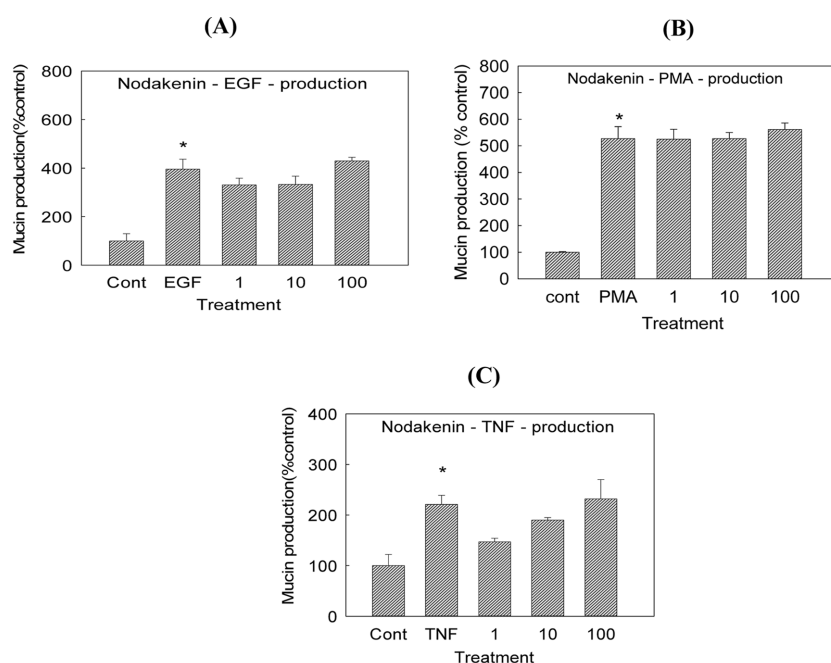 (A)
Nodakenin - EGF - production
Mucin production(%control)
800
600
400
200
0
Cont EGF 1 10 100
Treatment
(B)
Nodakenin - PMA - production
Mucin production (% control)
800
700
600
500
400
300
200
100
0
*
cont PMA 1 10 100
Treatment
(C)
Nodakenin - TNF - production
Mucin production(%control)
400
300
200
100
0
*
Cont TNF 1 10 100
Treatment
*